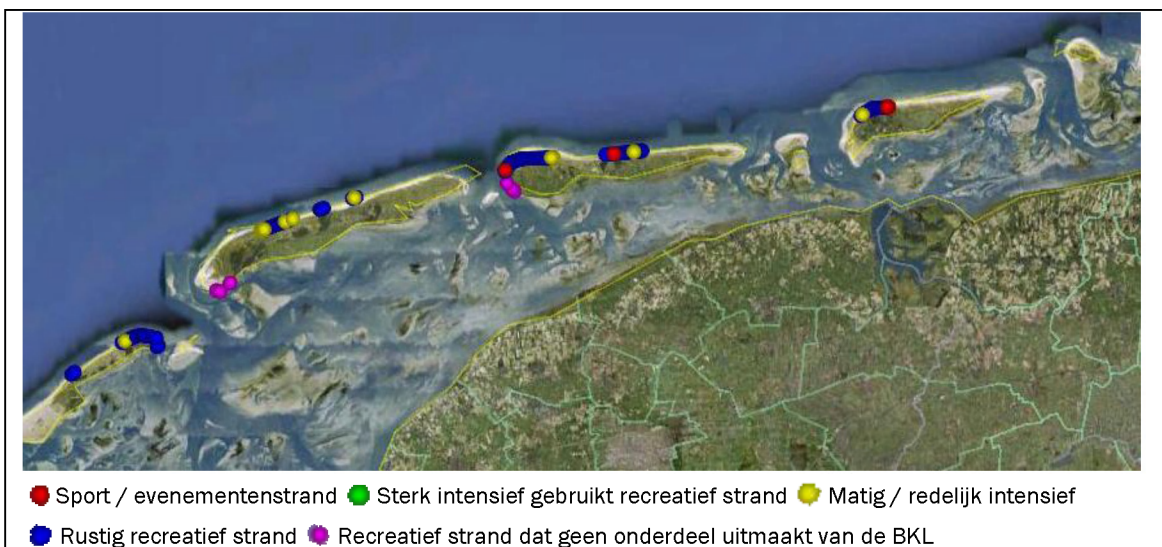 Sport / evenementenstrand Sterk intensief gebruikt recreatief strand Matig / redelijk intensief
Rustig recreatief strand Recreatief strand dat geen onderdeel uitmaakt van de BKL